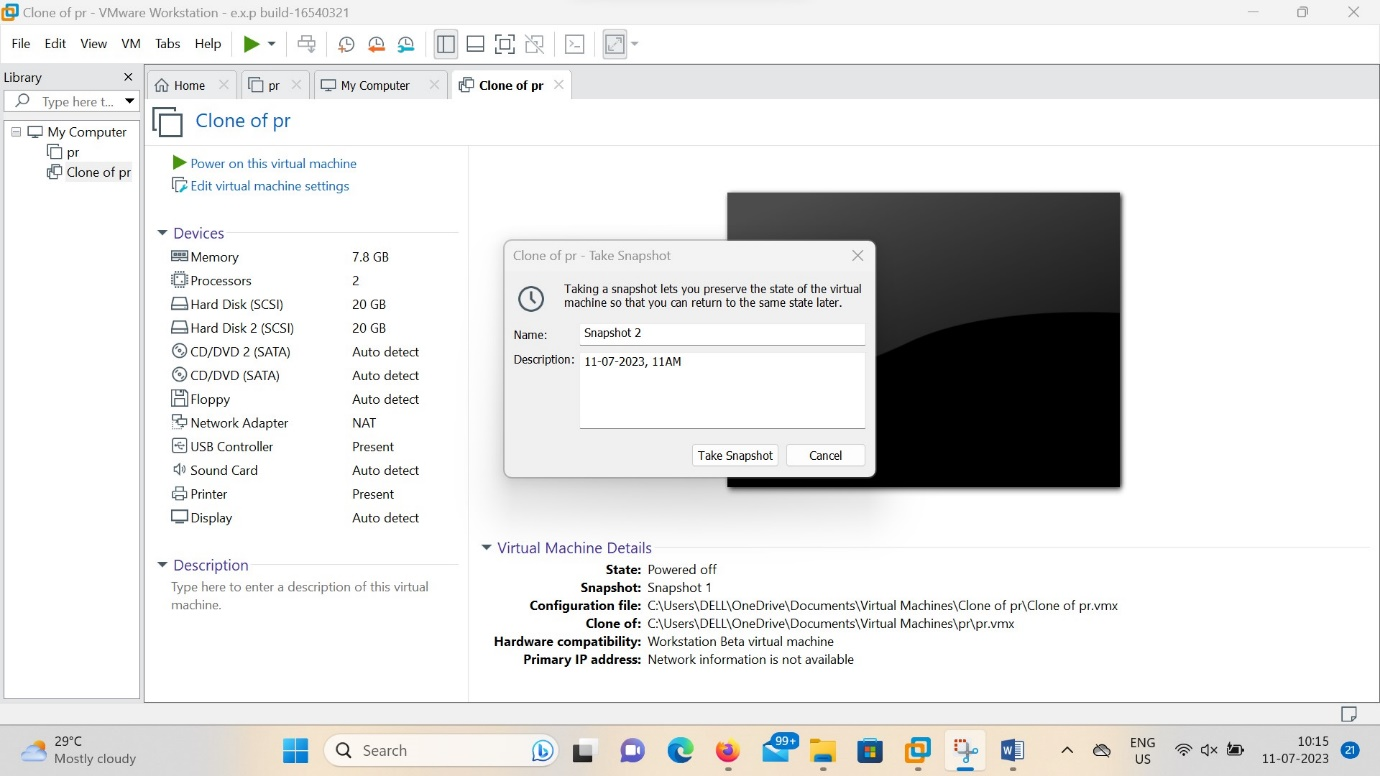 Clone of pr - VMware Workstation - e.x.p build-16540321
File Edit View VM Tabs Help
Library
Type here t...
My Computer
pr
Clone of pr
Home
pr
My Computer
Clone of pr
Clone of pr
Power on this virtual machine
Edit virtual machine settings
Devices
Memory 7.8 GB
Processors 2
Hard Disk (SCSI) 20 GB
Hard Disk 2 (SCSI) 20 GB
CD/DVD 2 (SATA) Auto detect
CD/DVD (SATA) Auto detect
Floppy Auto detect
Network Adapter NAT
USB Controller Present
Sound Card Auto detect
Printer Present
Display Auto detect
Description
Type here to enter a description of this virtual
machine.
Clone of pr - Take Snapshot
Taking a snapshot lets you preserve the state of the virtual
machine so that you can return to the same state later.
Name: Snapshot 2
Description: 11-07-2023, 11AM
Take Snapshot Cancel
Virtual Machine Details
State: Powered off
Snapshot: Snapshot 1
Configuration file: C:\Users\DELL\OneDrive\Documents\Virtual Machines\Clone of pr\Clone of pr.vmx
Clone of: C:\Users\DELL\OneDrive\Documents\Virtual Machines\pr\pr.vmx
Hardware compatibility: Workstation Beta virtual machine
Primary IP address: Network information is not available
29°C
Mostly cloudy
Search
99+
ENG
US
10:15
11-07-2023
21